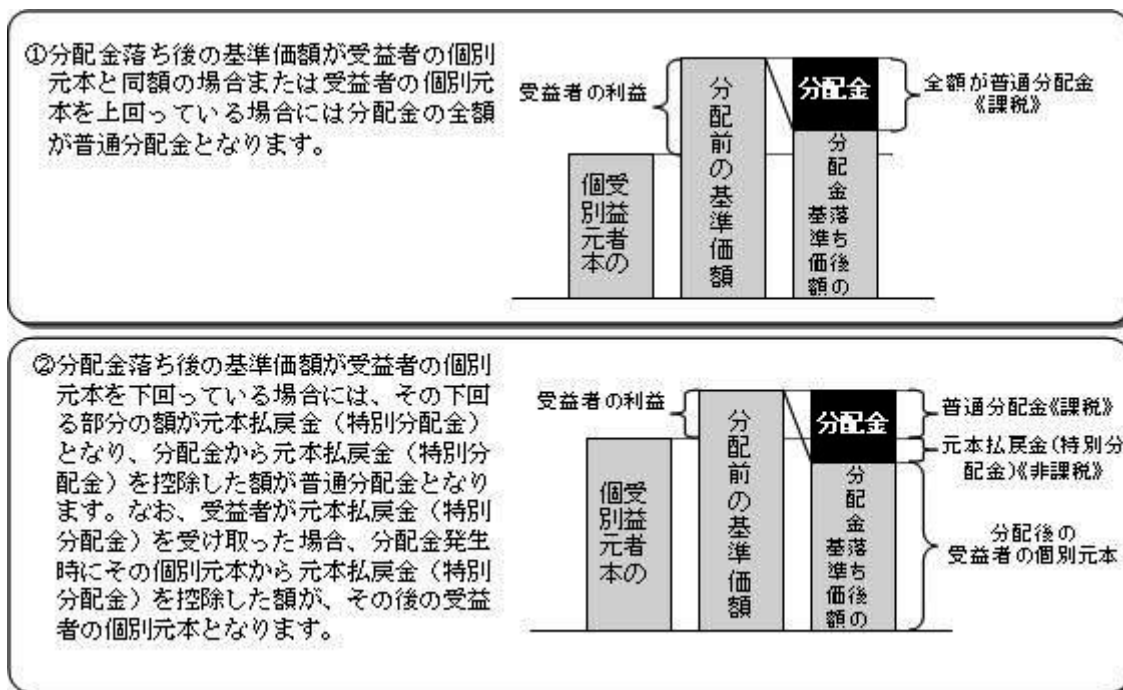 ①分配金落ち後の基準価額が受益者の個別
元本と同額の場合または受益者の個別元
本を上回っている場合には分配金の全額
が普通分配金となります。
受益者の利益
個別元本
受益者の
分配前の基準価額
分配金
基準価額
分配金落ち後の
全額が普通分配金
《課税》
②分配金落ち後の基準価額が受益者の個別
元本を下回っている場合には、その下回
る部分の額が元本払戻金（特別分配金）
となり、分配金から元本払戻金（特別分
配金）を控除した額が普通分配金となり
ます。なお、受益者が元本払戻金（特別
分配金）を受け取った場合、分配金発生
時にその個別元本から元本払戻金（特別
分配金）を控除した額が、その後の受益
者の個別元本となります。
受益者の利益
個別元本
受益者の
分配前の基準価額
分配金
基準価額
分配金落ち後の
普通分配金《課税》
元本払戻金(特別分
配金)《非課税》
分配後の
受益者の個別元本